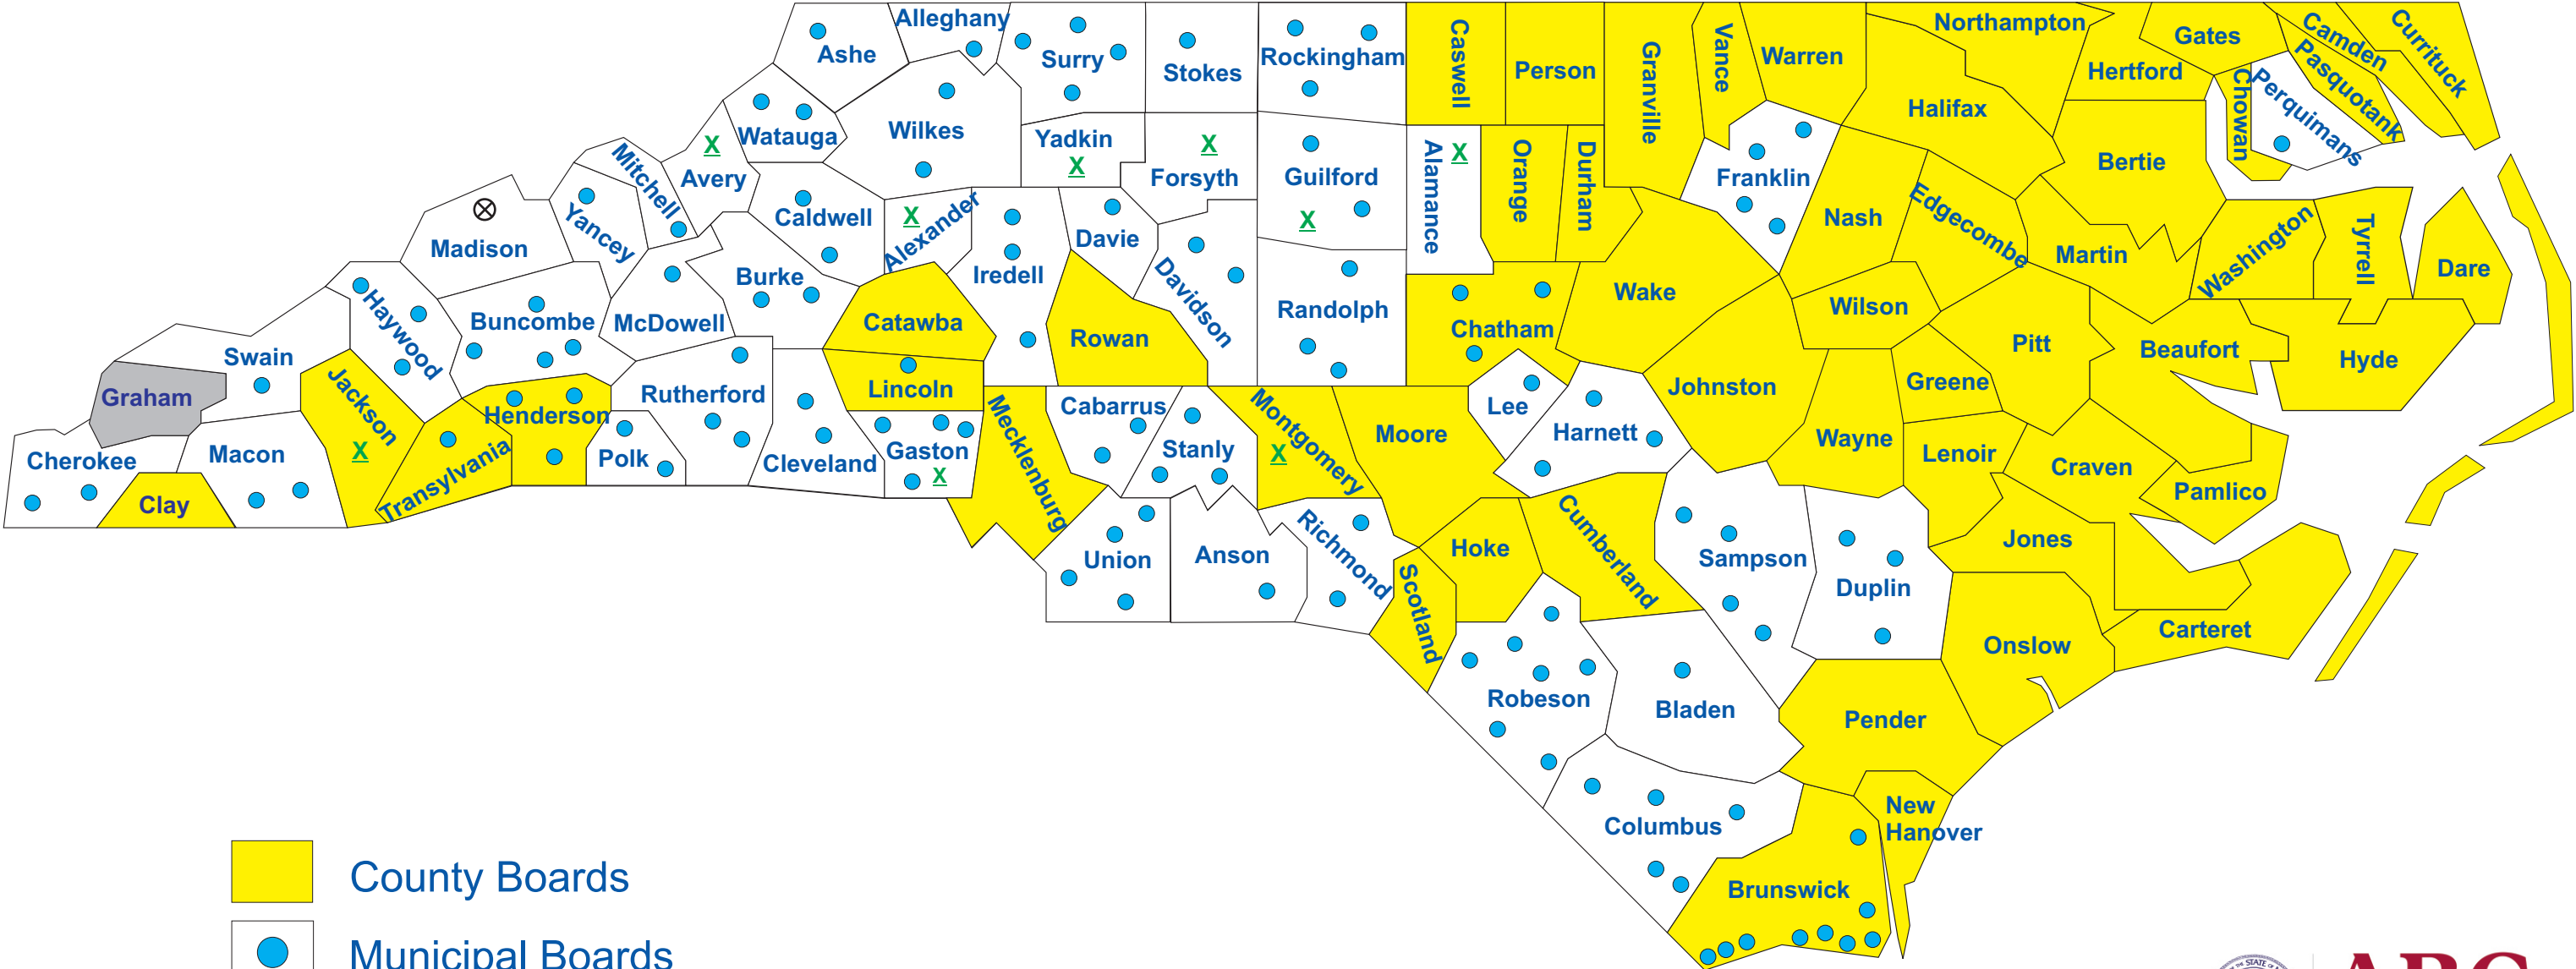 Alleghany
Ashe
Surry
Stokes
Rockingham
Caswell
Person
Granville
Vance
Warren
Northampton
Gates
Camden
Currituck
Hertford
Pasquotank
Perquimans
Chowan
Halifax
Watauga
Wilkes
Yadkin
X
X
Forsyth
Guilford
X
Alamance
X
Orange
Durham
Franklin
Nash
Edgecombe
Bertie
Martin
Washington
Tyrrell
Dare
Mitchell
X
Avery
Yancey
Madison
Caldwell
X
Alexander
Iredell
Davie
Davidson
Randolph
Chatham
Wake
Wilson
Pitt
Beaufort
Hyde
Haywood
Buncombe
McDowell
Burke
Catawba
Rowan
Swain
Graham
Jackson
X
Henderson
Rutherford
Lincoln
Cabarrus
Stanly
Montgomery
X
Moore
Lee
Harnett
Johnston
Greene
Wayne
Lenoir
Craven
Pamlico
Cherokee
Clay
Macon
Transylvania
Polk
Cleveland
Gaston
X
Mecklenburg
Union
Anson
Richmond
Scotland
Hoke
Cumberland
Sampson
Duplin
Jones
Onslow
Carteret
Robeson
Bladen
Pender
Columbus
New
Hanover
Brunswick
County Boards
Municipal Boards
ABC